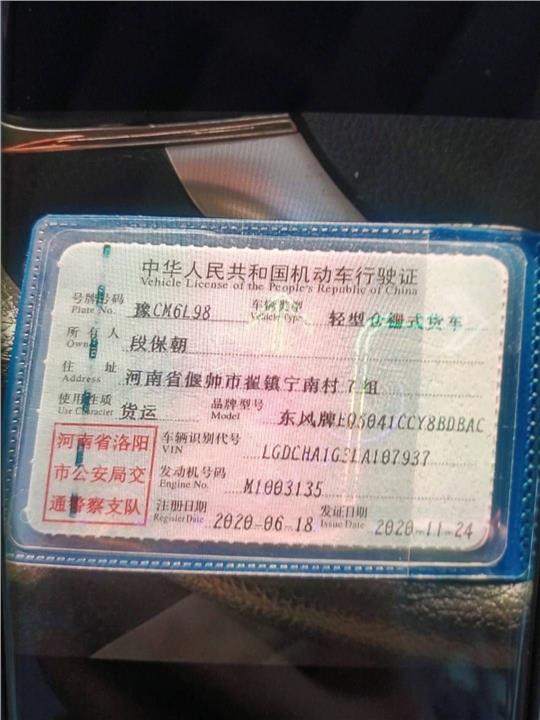 中华人民共和国机动车行驶证
Vehicle License of the People's Republic of China
号牌号码 豫CM6L98 车辆类型 轻型仓栅式货车
Plate No. Vehicle Type
所有人 段保朝
Owner
住址 河南省偃师市翟镇宁南村7组
Address
使用性质 货运 品牌型号 东风牌EQ5041CCY8BDBAC
Use Character Model
河南省洛阳
市公安局交
通警察支队
车辆识别代号 LGDCHA1G3LA107937
VIN
发动机号码 M1003135
Engine No.
注册日期 2020-06-18 发证日期 2020-11-24
Register Date Issue Date